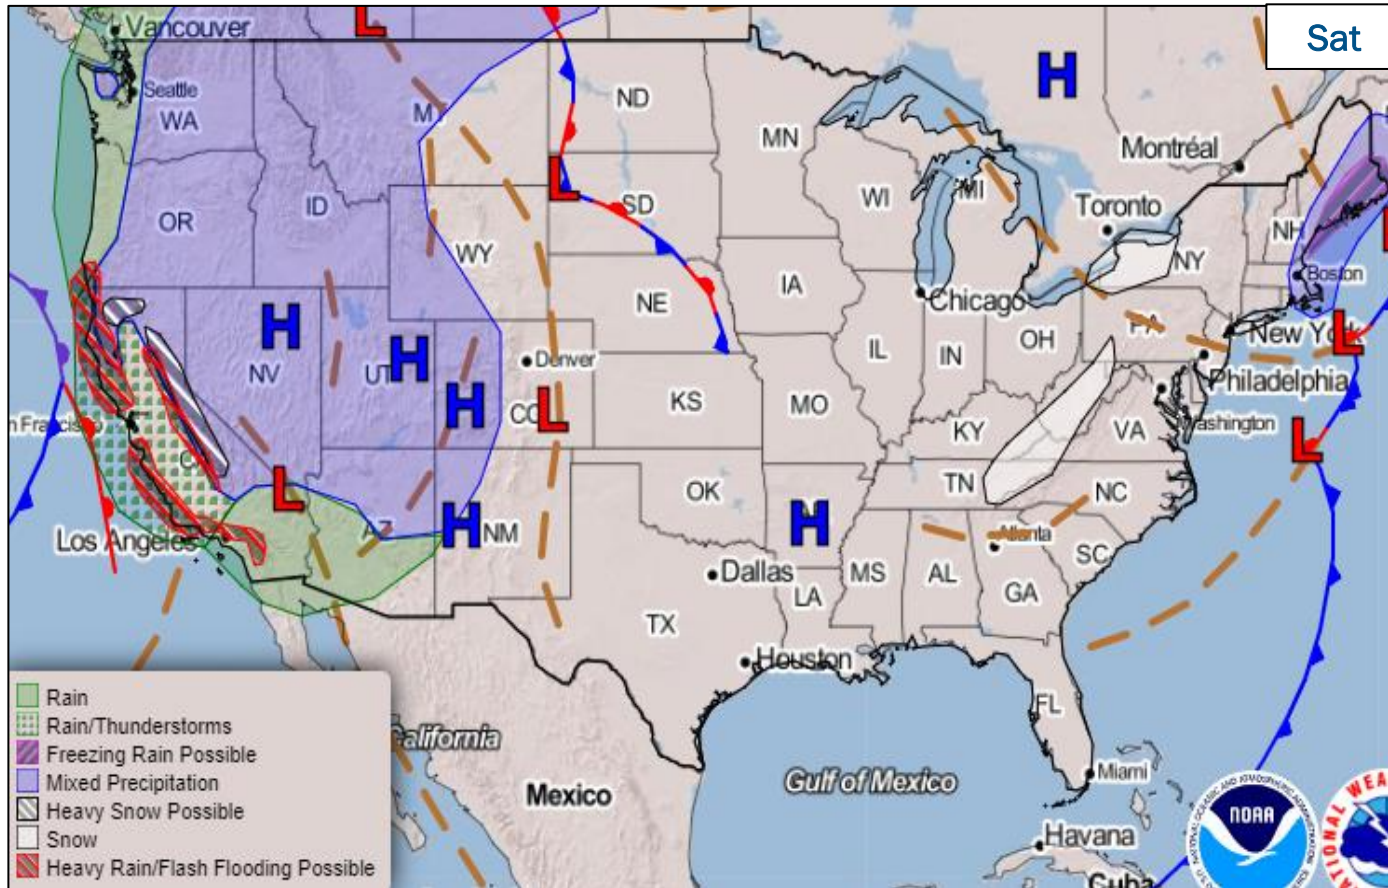 Sat
L
Vancouver
H
Seattle
WA
M
ND
MN
Montréal
OR
ID
L
SD
WI
MI
Toronto
WY
NH
NY
Boston
H
NE
IA
Chicago
New York
L
NV
UT
H
Denver
IL
IN
OH
PA
Philadelphia
H
CO
L
KS
MO
KY
VA
Washington
n Francisco
C
L
OK
TN
NC
L
Los Angeles
AZ
H
NM
H
Atlanta
Dallas
LA
MS
AL
GA
SC
TX
Houston
FL
Rain
Rain/Thunderstorms
Freezing Rain Possible
Mixed Precipitation
Heavy Snow Possible
Snow
Heavy Rain/Flash Flooding Possible
California
Mexico
Gulf of Mexico
Miami
Havana
Cuba
NOAA
NATIONAL WEA